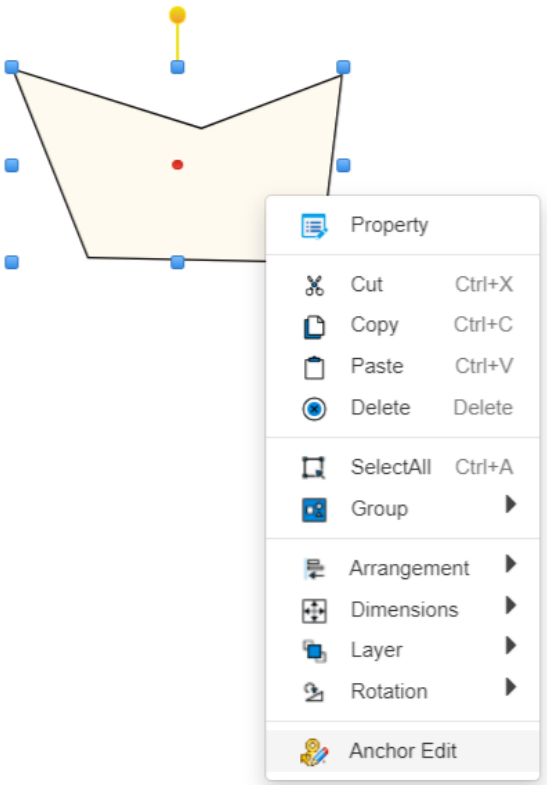 Property
Cut Ctrl+X
Copy Ctrl+C
Paste Ctrl+V
Delete Delete
SelectAll Ctrl+A
Group
Arrangement
Dimensions
Layer
Rotation
Anchor Edit